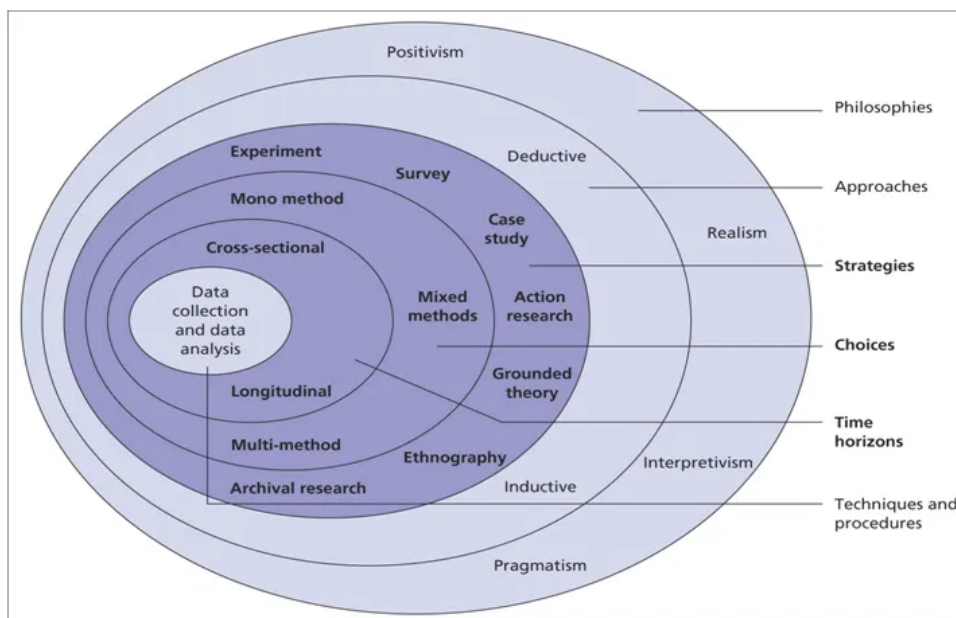 Positivism
Philosophies
Experiment
Deductive
Survey
Approaches
Mono method
Case
study
Realism
Cross-sectional
Strategies
Data
collection
and data
analysis
Mixed
methods
Action
research
Choices
Grounded
theory
Longitudinal
Time
horizons
Multi-method
Ethnography
Interpretivism
Archival research
Inductive
Techniques and
procedures
Pragmatism